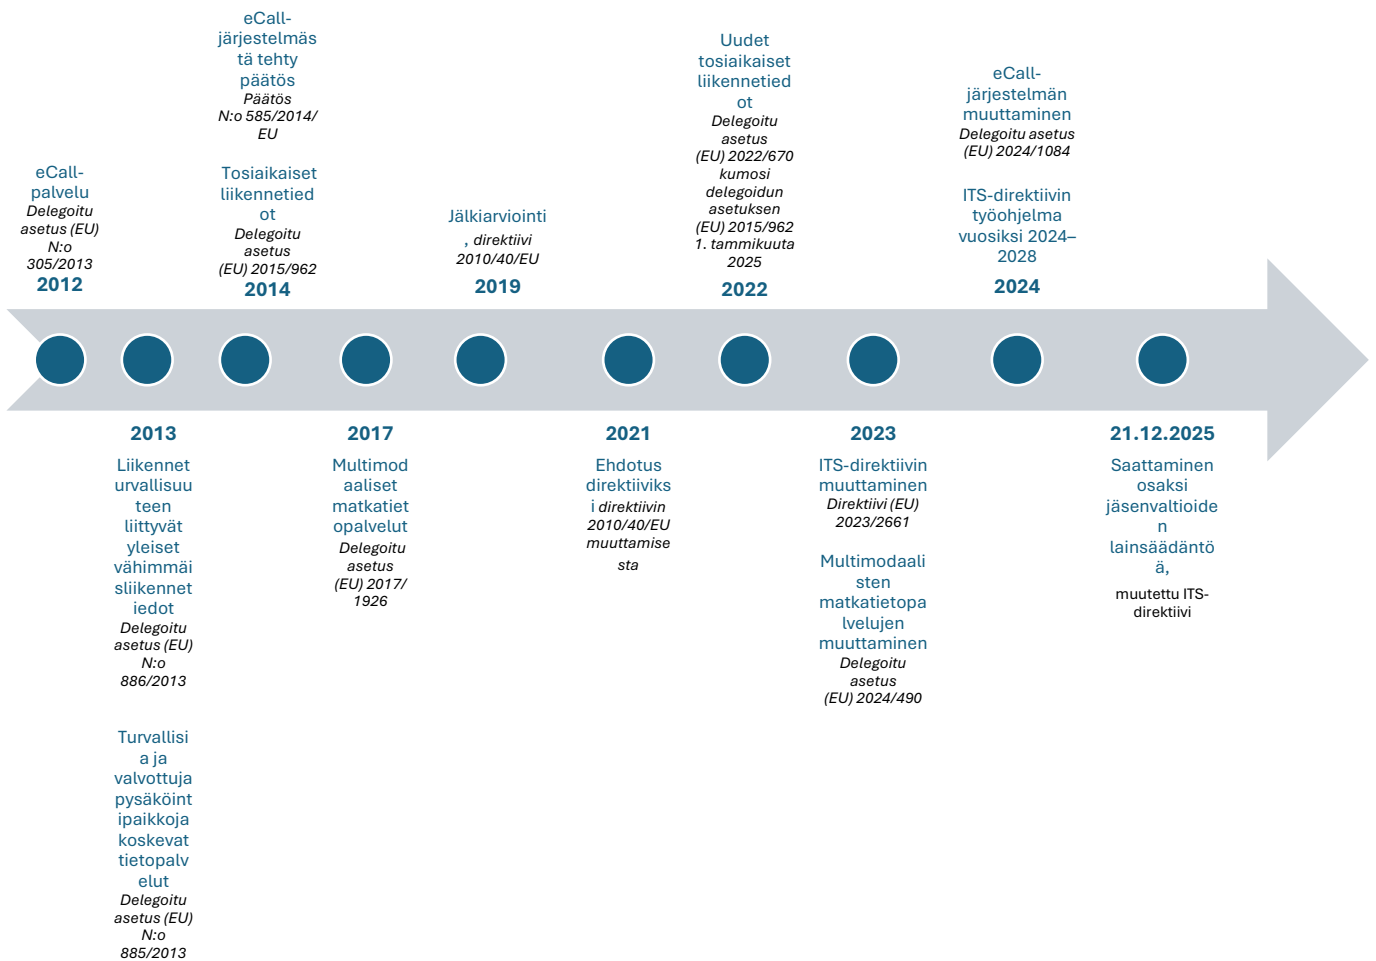 eCall-
palvelu
Delegoitu
asetus (EU)
N:o
305/2013
2012
eCall-
järjestelmäs
tä tehty
päätös
Päätös
N:o 585/2014/
EU
Tosiaikaiset
liikennetied
ot
Delegoitu
asetus
(EU) 2015/962
2014
Jälkiarviointi
, direktiivi
2010/40/EU
2019
Uudet
tosiaikaiset
liikennetied
ot
Delegoitu
asetus
(EU) 2022/670
kumosi
delegoidun
asetuksen
(EU) 2015/962
1. tammikuuta
2025
2022
eCall-
järjestelmän
muuttaminen
Delegoitu asetus
(EU) 2024/1084
ITS-direktiivin
työohjelma
vuosiksi 2024–
2028
2024
2013
Liikennet
urvallisuu
teen
liittyvät
yleiset
vähimmäi
sliikennet
iedot
Delegoitu
asetus (EU)
N:o
886/2013
Turvallisi
a ja
valvottuja
pysäköint
ipaikkoja
koskevat
tietopalv
elut
Delegoitu
asetus (EU)
N:o
885/2013
2017
Multimod
aaliset
matkatiet
opalvelut
Delegoitu
asetus
(EU) 2017/
1926
2021
Ehdotus
direktiiviks
i direktiivin
2010/40/EU
muuttamise
sta
2023
ITS-direktiivin
muuttaminen
Direktiivi (EU)
2023/2661
Multimodaali
sten
matkatietopa
lvelujen
muuttaminen
Delegoitu
asetus
(EU) 2024/490
21.12.2025
Saattaminen
osaksi
jäsenvaltioide
n
lainsäädäntö
ä,
muutettu ITS-
direktiivi